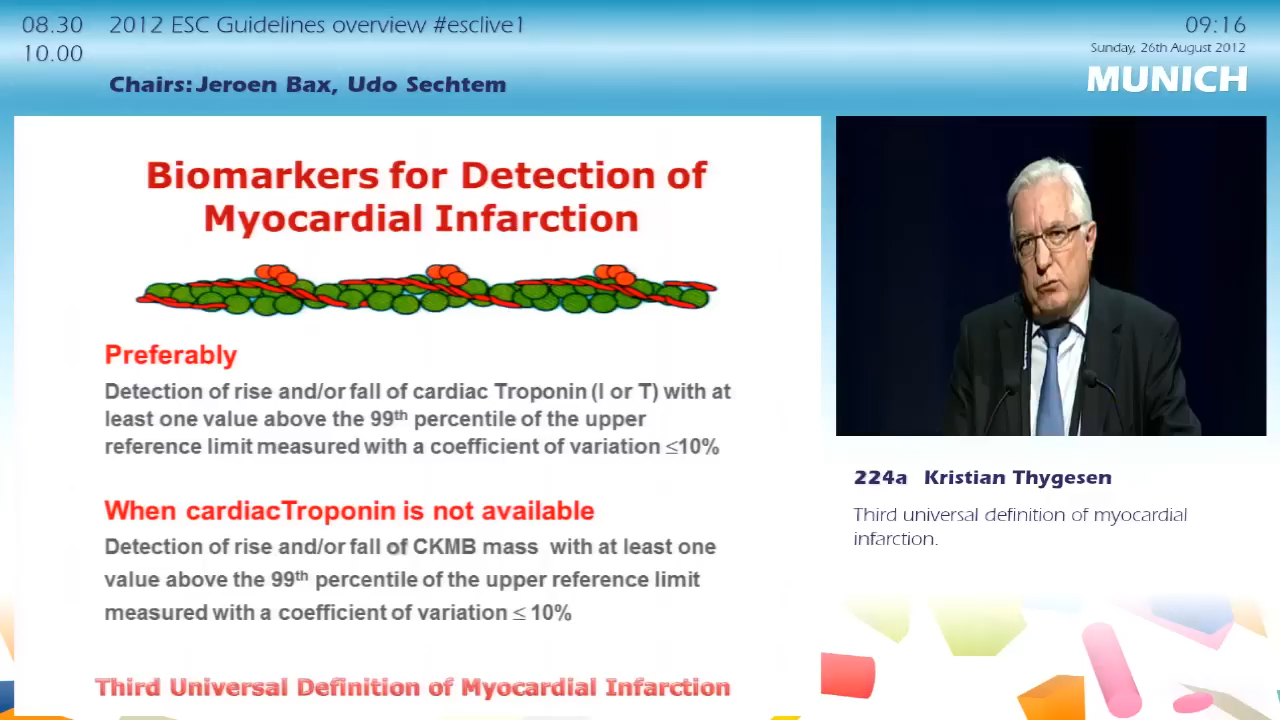 08.30 2012 ESC Guidelines overview #esclive1
10.00
Chairs: Jeroen Bax, Udo Sechtem
09:16
Sunday, 26th August 2012
MUNICH
Biomarkers for Detection of
Myocardial Infarction
Preferably
Detection of rise and/or fall of cardiac Troponin (I or T) with at
least one value above the 99th percentile of the upper
reference limit measured with a coefficient of variation ≤10%
When cardiacTroponin is not available
Detection of rise and/or fall of CKMB mass with at least one
value above the 99th percentile of the upper reference limit
measured with a coefficient of variation ≤ 10%
Third Universal Definition of Myocardial Infarction
224a Kristian Thygesen
Third universal definition of myocardial
infarction.